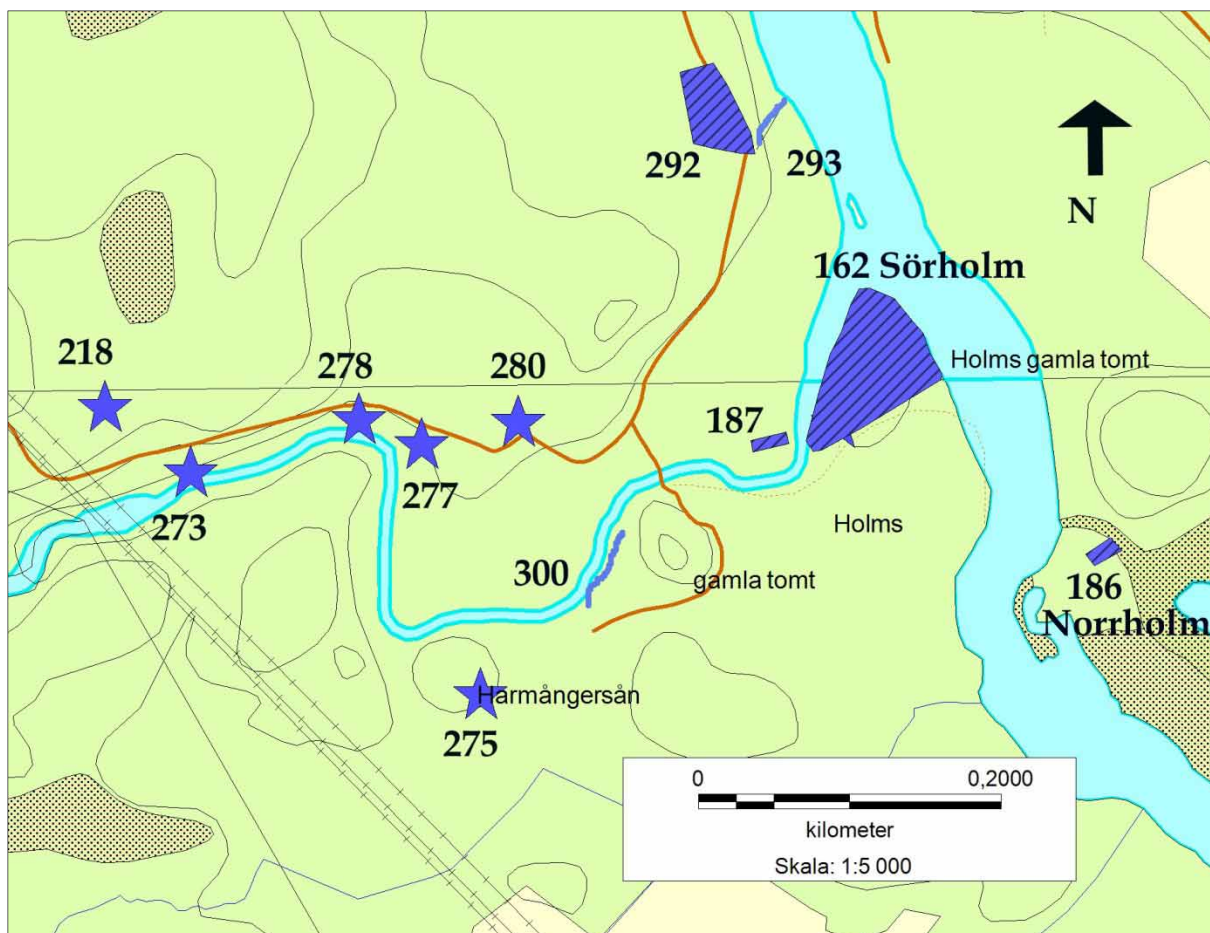 292
293
N
162 Sörholm
218
278
280
Holms gamla tomt
187
273
277
Holms
300
gamla tomt
186
Norrholm
Harmångersån
275
0 0,2000
kilometer
Skala: 1:5 000